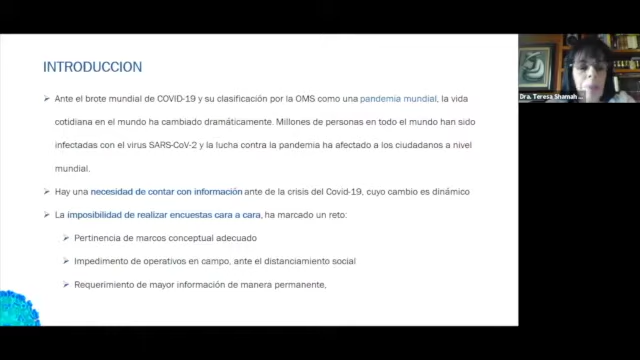 INTRODUCCION
Ante el brote mundial de COVID-19 y su clasificación por la OMS como una pandemia mundial, la vida
cotidiana en el mundo ha cambiado dramáticamente. Millones de personas en todo el mundo han sido
infectadas con el virus SARS-CoV-2 y la lucha contra la pandemia ha afectado a los ciudadanos a nivel
mundial.
Hay una necesidad de contar con información ante de la crisis del Covid-19, cuyo cambio es dinámico
La imposibilidad de realizar encuestas cara a cara, ha marcado un reto:
Pertinencia de marcos conceptual adecuado
Impedimento de operativos en campo, ante el distanciamiento social
Requerimiento de mayor información de manera permanente,
Dra. Teresa Shamah